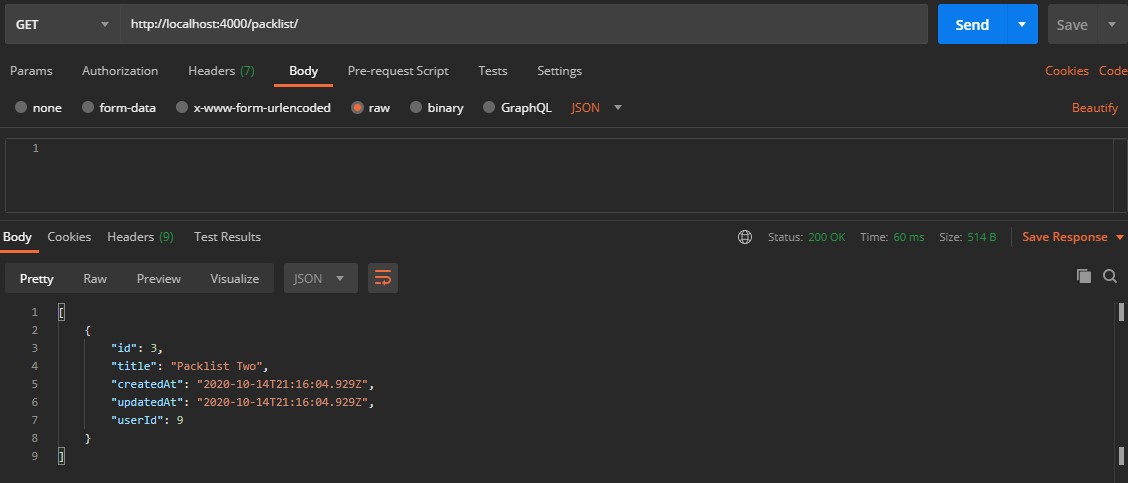 GET http://localhost:4000/packlist/ Send Save
Params Authorization Headers (7) Body Pre-request Script Tests Settings Cookies Code
none form-data x-www-form-urlencoded raw binary GraphQL JSON Beautify
1
Body Cookies Headers (9) Test Results Status: 200 OK Time: 60 ms Size: 514 B Save Response
Pretty Raw Preview Visualize JSON
1 [
2 {
3 "id": 3,
4 "title": "Packlist Two",
5 "createdAt": "2020-10-14T21:16:04.929Z",
6 "updatedAt": "2020-10-14T21:16:04.929Z",
7 "userId": 9
8 }
9 ]